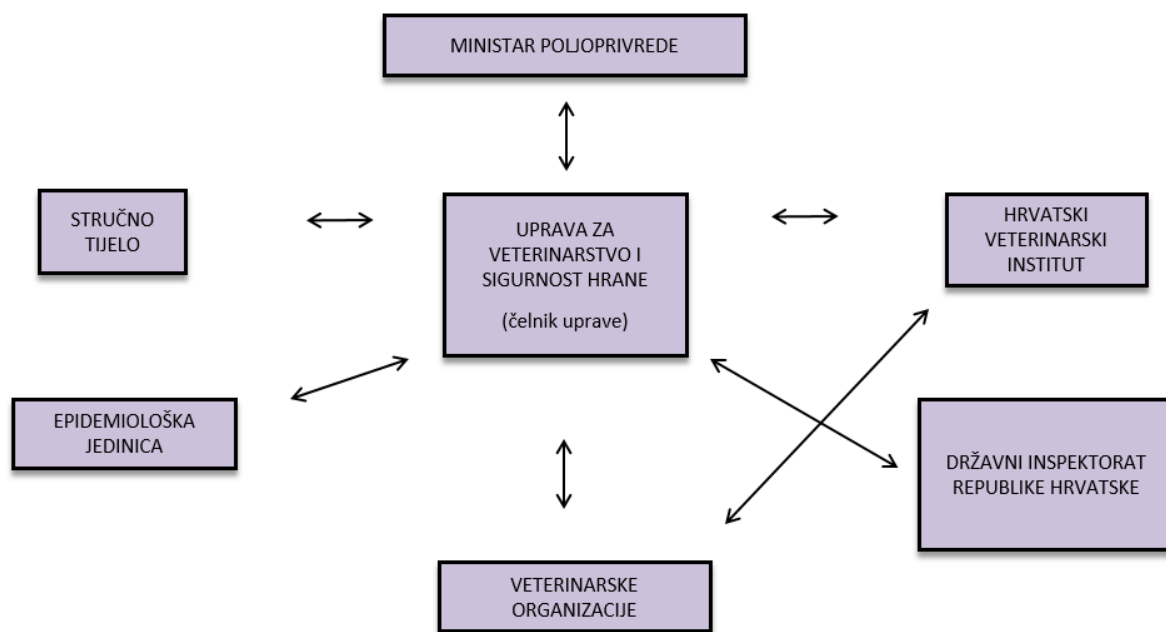 MINISTAR POLJOPRIVREDE
STRUČNO
TIJELO
UPRAVA ZA
VETERINARSTVO I
SIGURNOST HRANE
(čelnik uprave)
HRVATSKI
VETERINARSKI
INSTITUT
EPIDEMIOLOŠKA
JEDINICA
DRŽAVNI INSPEKTORAT
REPUBLIKE HRVATSKE
VETERINARSKE
ORGANIZACIJE